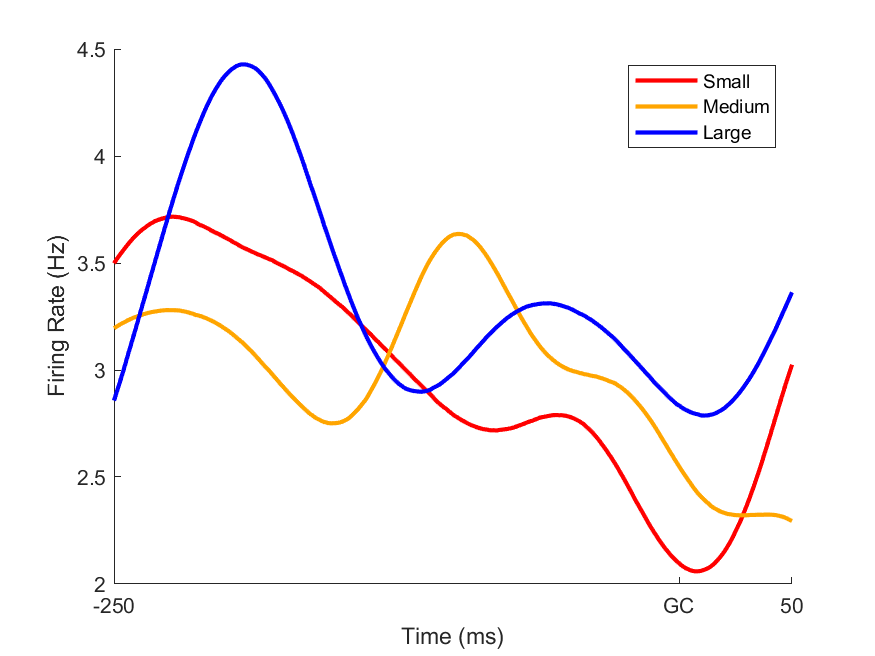 4.5
4
3.5
3
2.5
2
Firing Rate (Hz)
Small
Medium
Large
-250
GC
50
Time (ms)